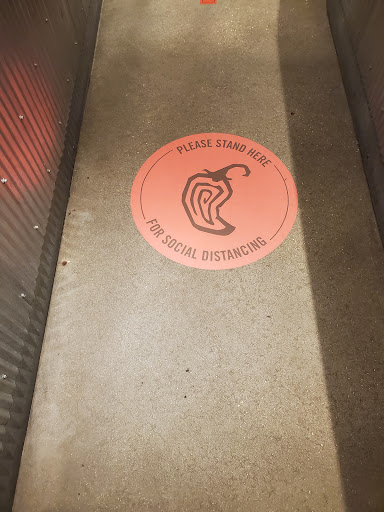 PLEASE STAND HERE
FOR SOCIAL DISTANCING